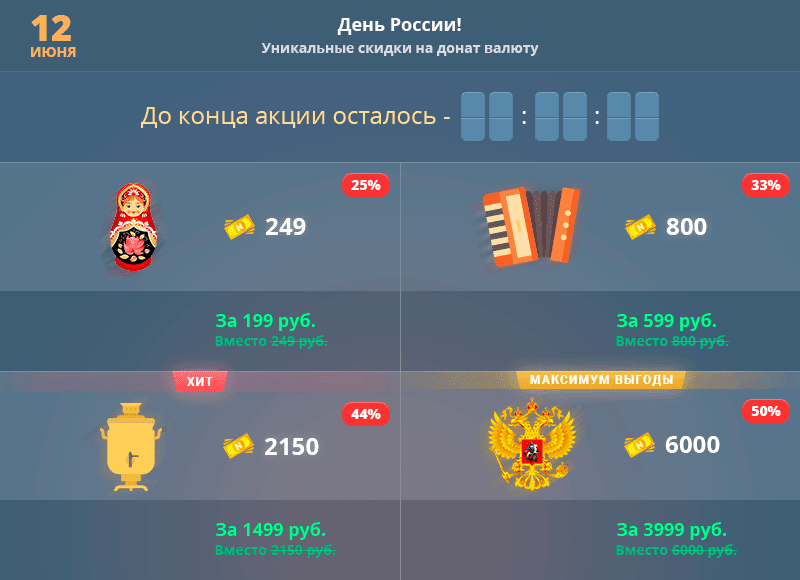 12
ИЮНЯ
День России!
Уникальные скидки на донат валюту
До конца акции осталось - : :
25%
N 249
За 199 руб.
Вместо 249 руб.
33%
N 800
За 599 руб.
Вместо 800 руб.
ХИТ
44%
N 2150
За 1499 руб.
Вместо 2150 руб.
МАКСИМУМ ВЫГОДЫ
50%
N 6000
За 3999 руб.
Вместо 6000 руб.